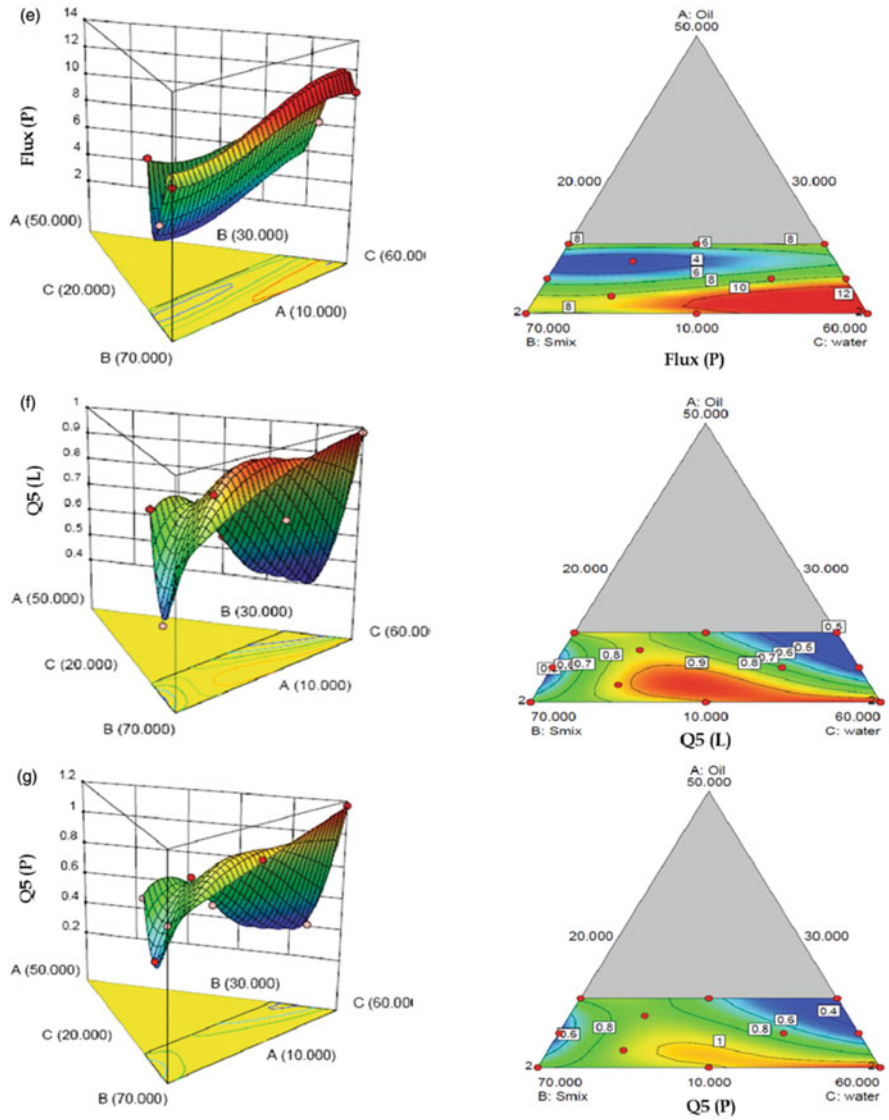 (e)
14
12
10
8
6
4
2
Flux (P)
A (50.000)
B (30.000)
C (60.00
C (20.000)
A (10.000)
B (70.000)
A: Oil
50.000
20.000
30.000
8
6
8
4
6
8
10
12
8
2
2
70.000
10.000
60.000
B: Smix
C: water
Flux (P)
(f)
1
0.9
0.8
0.7
0.6
0.5
0.4
Q5 (L)
A (50.000)
B (30.000)
C (60.00
C (20.000)
A (10.000)
B (70.000)
A: Oil
50.000
20.000
30.000
0.5
0.8
0.7
0.9
0.8
0.7
0.6
0.5
2
2
70.000
10.000
60.000
B: Smix
C: water
Q5 (L)
(g)
1.2
1
0.8
0.6
0.4
0.2
Q5 (P)
A (50.000)
B (30.000)
C (60.00
C (20.000)
A (10.000)
B (70.000)
A: Oil
50.000
20.000
30.000
0.4
0.6
0.6
0.8
0.8
1
2
2
70.000
10.000
60.000
B: Smix
C: water
Q5 (P)